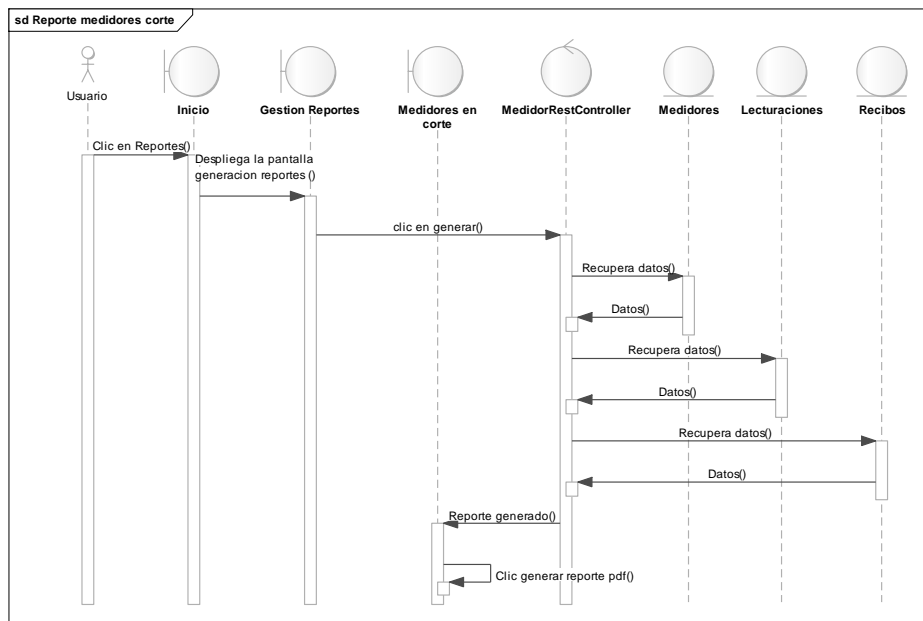 sd Reporte medidores corte
Usuario
Inicio
Gestion Reportes
Medidores en
corte
MedidorRestController
Medidores
Lecturaciones
Recibos
Clic en Reportes()
Despliega la pantalla
generacion reportes ()
clic en generar()
Recupera datos()
Datos()
Recupera datos()
Datos()
Recupera datos()
Datos()
Reporte generado()
Clic generar reporte pdf()